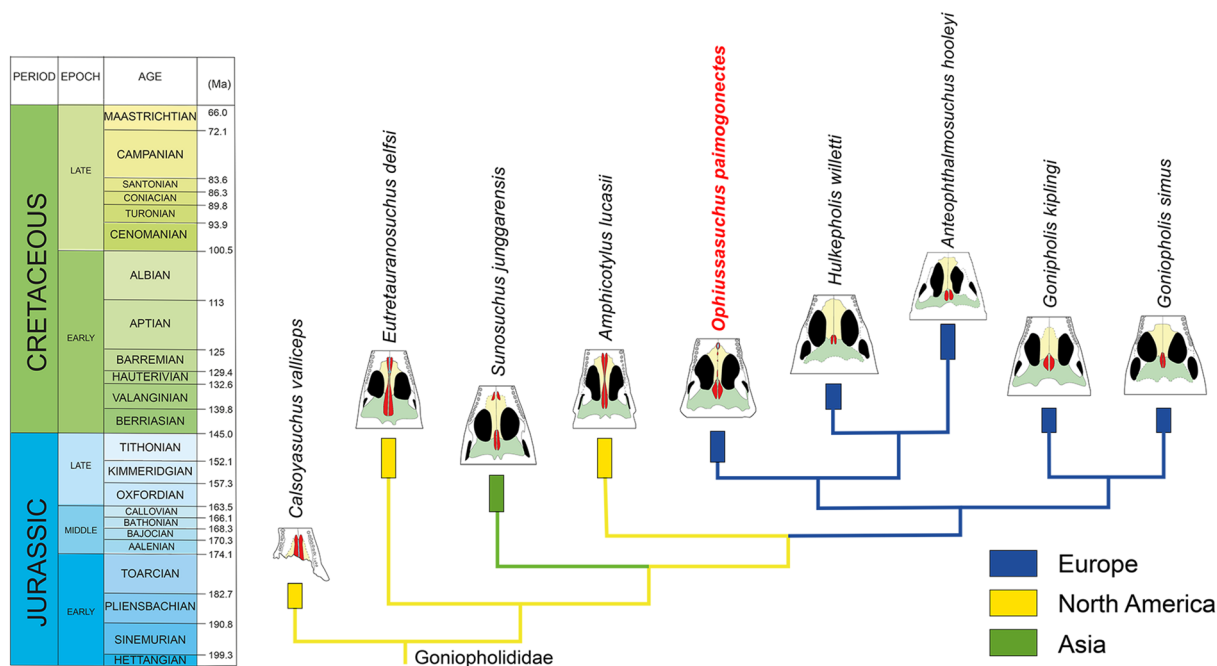 PERIOD EPOCH AGE (Ma)
CRETACEOUS
JURASSIC
LATE
EARLY
LATE
MIDDLE
EARLY
MAASTRICHTIAN
CAMPANIAN
SANTONIAN
CONIACIAN
TURONIAN
CENOMANIAN
ALBIAN
APTIAN
BARREMIAN
HAUTERIVIAN
VALANGINIAN
BERRIASIAN
TITHONIAN
KIMMERIDGIAN
OXFORDIAN
CALLOVIAN
BATHONIAN
BAJOCIAN
AALENIAN
TOARCIAN
PLIENSBACHIAN
SINEMURIAN
HETTANGIAN
66.0
72.1
83.6
86.3
89.8
93.9
100.5
113
125
129.4
132.6
139.8
145.0
152.1
157.3
163.5
166.1
168.3
170.3
174.1
182.7
190.8
199.3
Calsoyasuchus valliceps
Eutretauranosuchus delfsi
Sunosuchus junggarensis
Amphicotylus lucasii
Ophiussasuchus paimogonectes
Hulkepholis willetti
Anteophthalmosuchus hooleyi
Gonipholis kiplingi
Goniopholis simus
Goniopholididae
Europe
North America
Asia